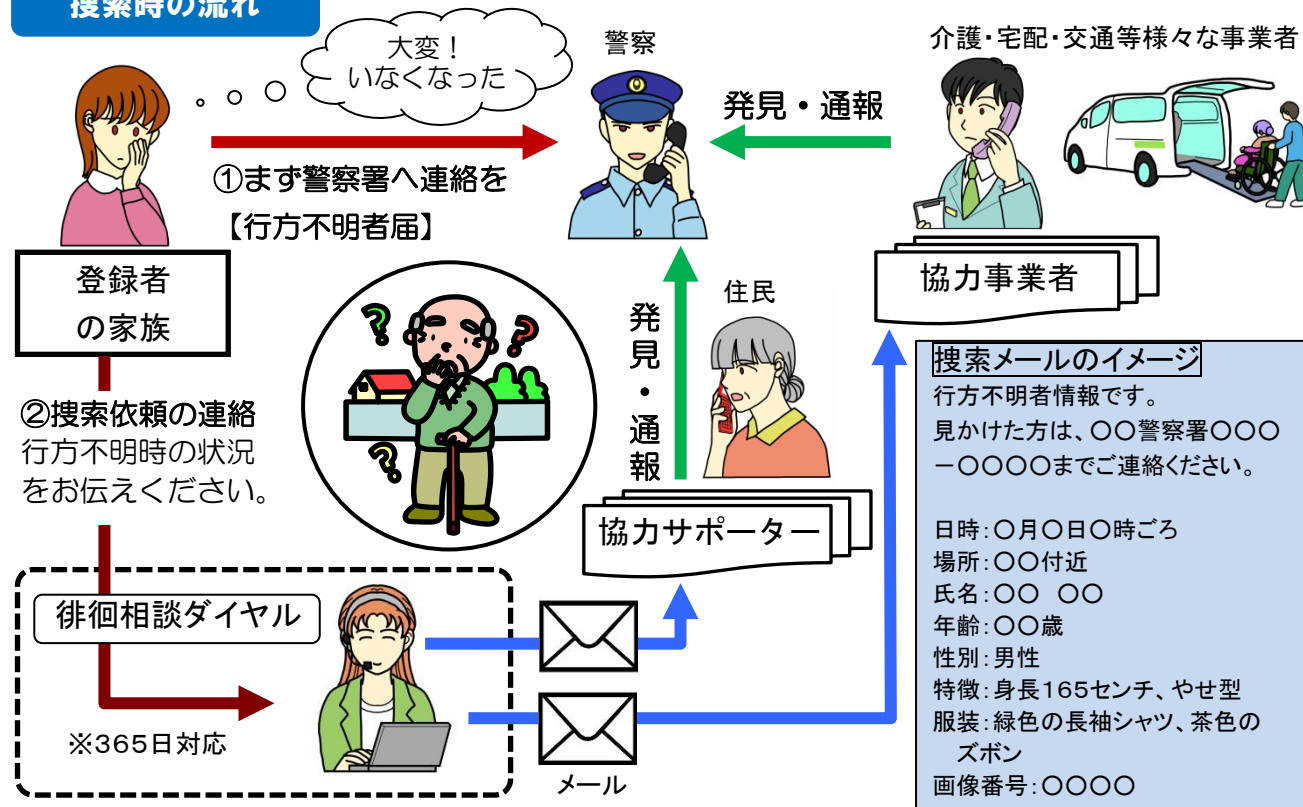 捜索時の流れ
大変！
いなくなった
警察
介護・宅配・交通等様々な事業者
発見・通報
①まず警察署へ連絡を
【行方不明者届】
登録者
の家族
住民
発見・通報
協力事業者
②捜索依頼の連絡
行方不明時の状況
をお伝えください。
協力サポーター
徘徊相談ダイヤル
※365日対応
メール
捜索メールのイメージ
行方不明者情報です。
見かけた方は、〇〇警察署〇〇〇
－〇〇〇〇までご連絡ください。
日時：〇月〇日〇時ごろ
場所：〇〇付近
氏名：〇〇　〇〇
年齢：〇〇歳
性別：男性
特徴：身長165センチ、やせ型
服装：緑色の長袖シャツ、茶色の
ズボン
画像番号：〇〇〇〇